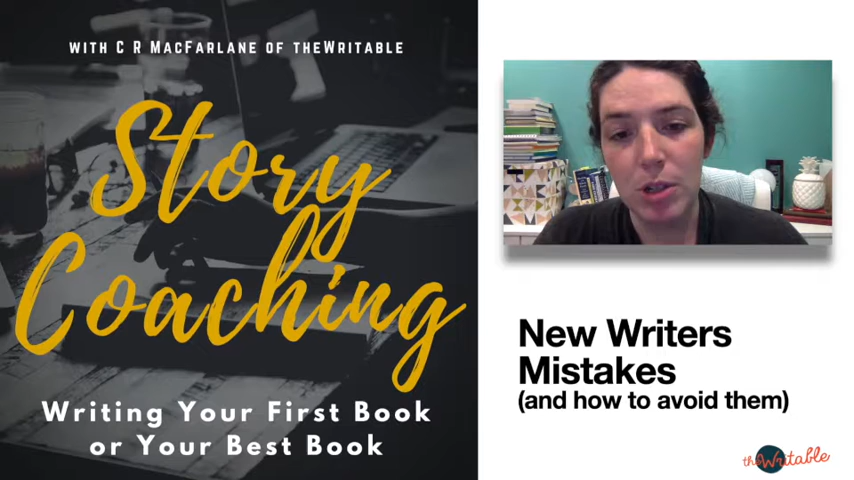 WITH C R MACFARLANE OF THEWRITABLE
Story
Coaching
Writing Your First Book
or Your Best Book
New Writers
Mistakes
(and how to avoid them)
theWritable